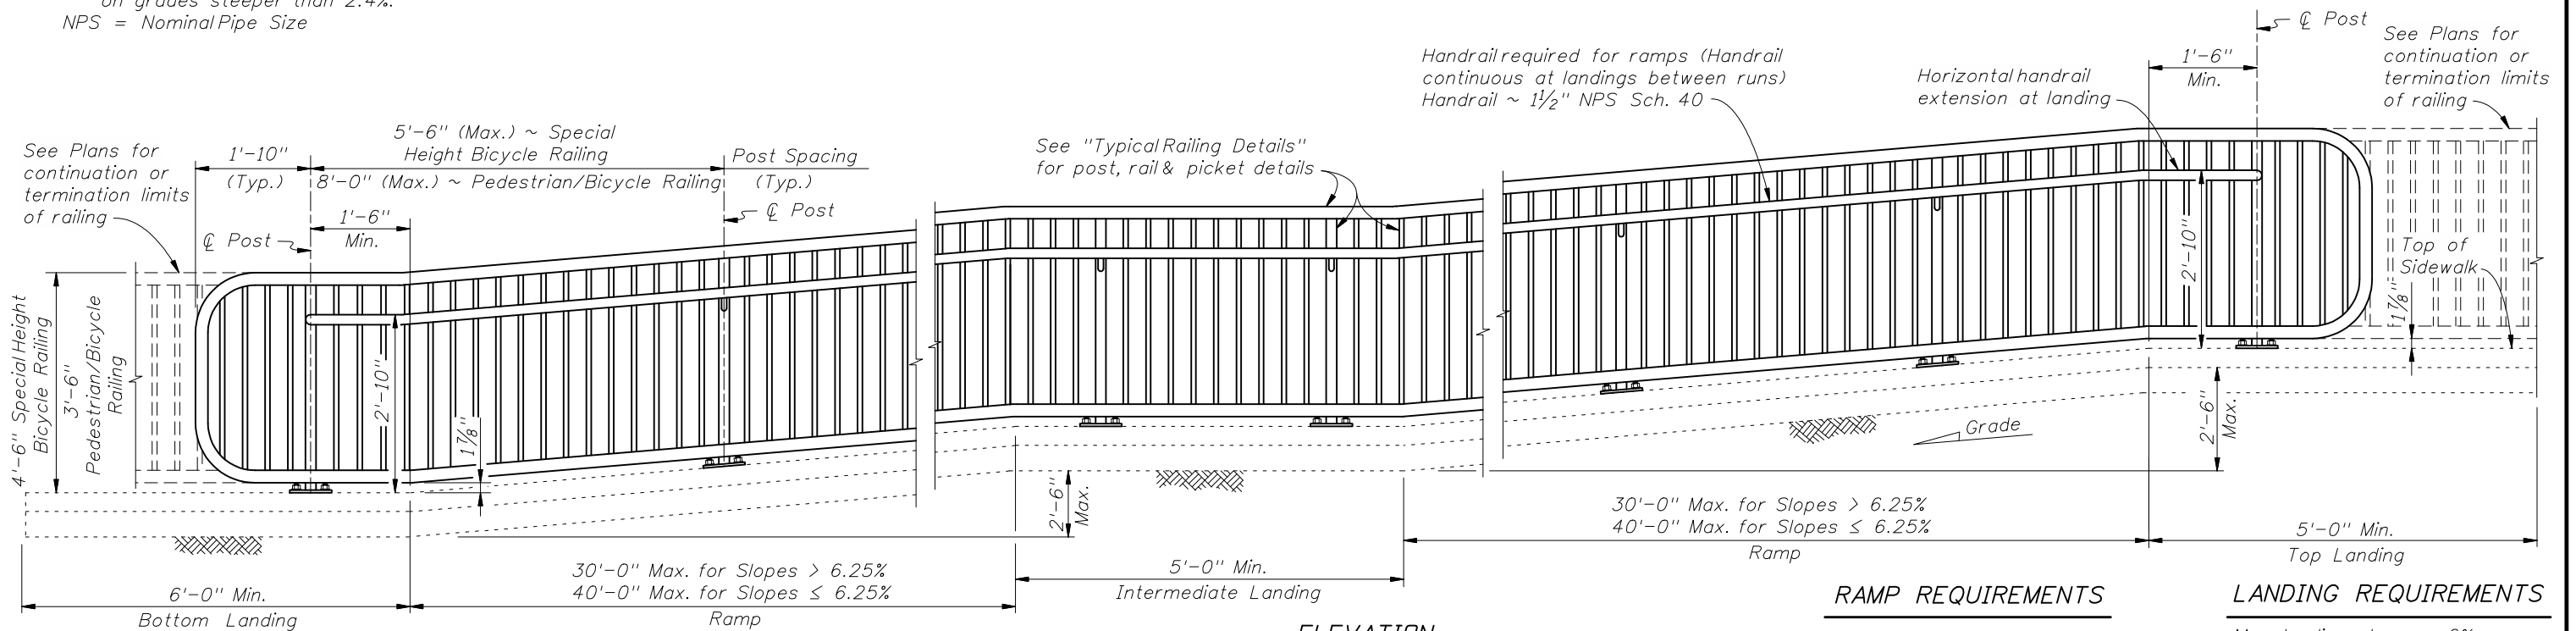 on grades steeper than 2.4%.
NPS = Nominal Pipe Size
See Plans for
continuation or
termination limits
of railing
1'-10"
(Typ.)
5'-6" (Max.) ~ Special
Height Bicycle Railing
8'-0" (Max.) ~ Pedestrian/Bicycle Railing
Post Spacing
(Typ.)
℄ Post
1'-6"
Min.
℄ Post
4'-6" Special Height
Bicycle Railing
3'-6"
Pedestrian/Bicycle
Railing
2'-10"
1⅞"
See "Typical Railing Details"
for post, rail & picket details
Handrail required for ramps (Handrail
continuous at landings between runs)
Handrail ~ 1½" NPS Sch. 40
Horizontal handrail
extension at landing
1'-6"
Min.
℄ Post
See Plans for
continuation or
termination limits
of railing
2'-10"
Top of
Sidewalk
1⅞"
2'-6"
Max.
Grade
2'-6"
Max.
6'-0" Min.
Bottom Landing
30'-0" Max. for Slopes > 6.25%
40'-0" Max. for Slopes ≤ 6.25%
Ramp
5'-0" Min.
Intermediate Landing
30'-0" Max. for Slopes > 6.25%
40'-0" Max. for Slopes ≤ 6.25%
Ramp
5'-0" Min.
Top Landing
RAMP REQUIREMENTS
LANDING REQUIREMENTS
ELEVATION